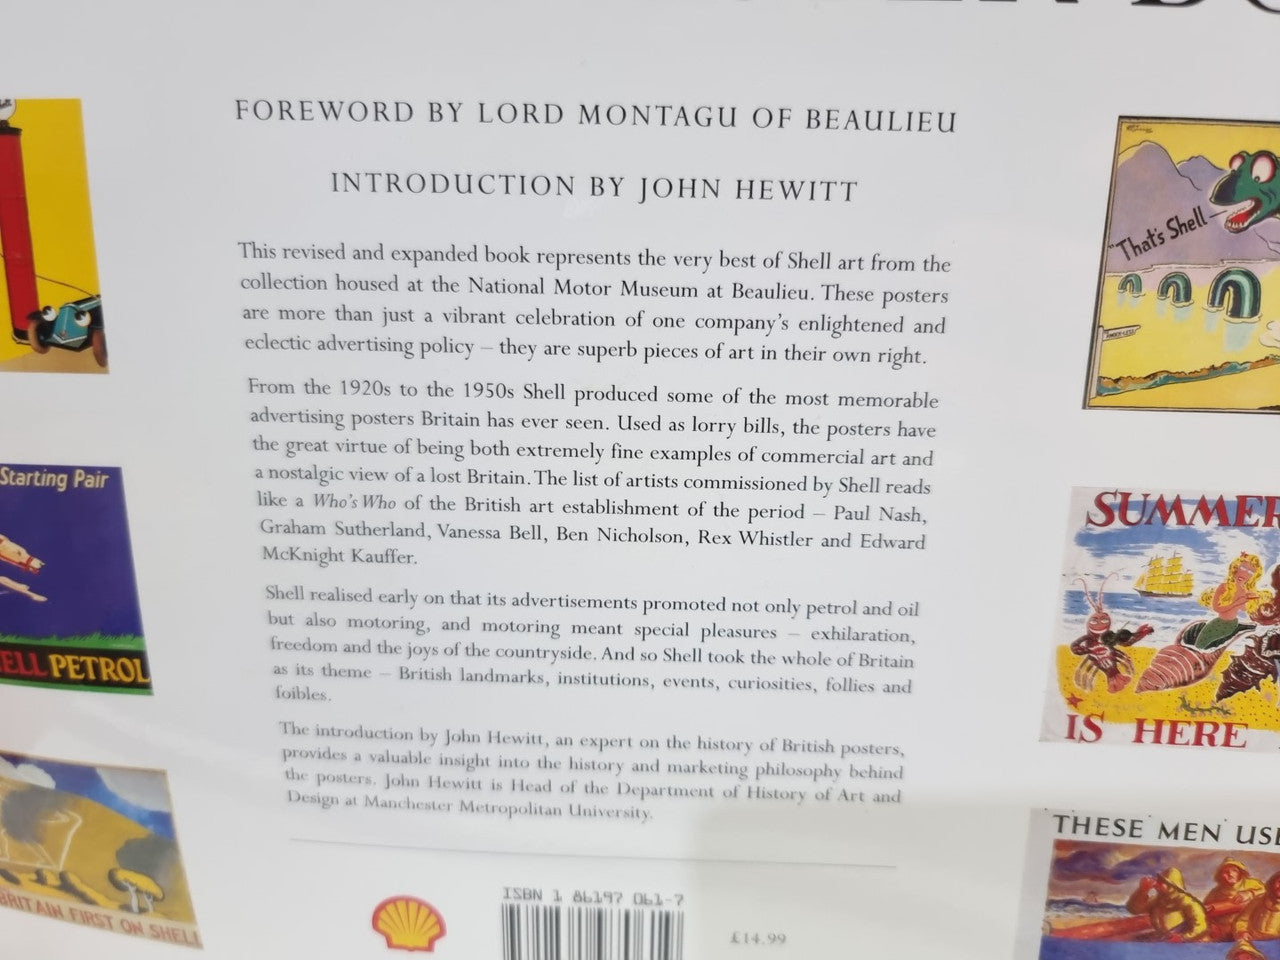 FOREWORD BY LORD MONTAGU OF BEAULIEU
INTRODUCTION BY JOHN HEWITT
This revised and expanded book represents the very best of Shell art from the
collection housed at the National Motor Museum at Beaulieu. These posters
are more than just a vibrant celebration of one company's enlightened and
eclectic advertising policy – they are superb pieces of art in their own right.
From the 1920s to the 1950s Shell produced some of the most memorable
advertising posters Britain has ever seen. Used as lorry bills, the posters have
the great virtue of being both extremely fine examples of commercial art and
a nostalgic view of a lost Britain. The list of artists commissioned by Shell reads
like a Who's Who of the British art establishment of the period – Paul Nash,
Graham Sutherland, Vanessa Bell, Ben Nicholson, Rex Whistler and Edward
McKnight Kauffer.
Shell realised early on that its advertisements promoted not only petrol and oil
but also motoring, and motoring meant special pleasures – exhilaration,
freedom and the joys of the countryside. And so Shell took the whole of Britain
as its theme – British landmarks, institutions, events, curiosities, follies and
foibles.
The introduction by John Hewitt, an expert on the history of British posters,
provides a valuable insight into the history and marketing philosophy behind
the posters. John Hewitt is Head of the Department of History of Art and
Design at Manchester Metropolitan University.
ISBN 1 86197 061-7
£14.99
Starting Pair
ELL PETROL
BRITAIN FIRST ON SHELL
"That's Shell
SUMMER
IS HERE
THESE MEN USE